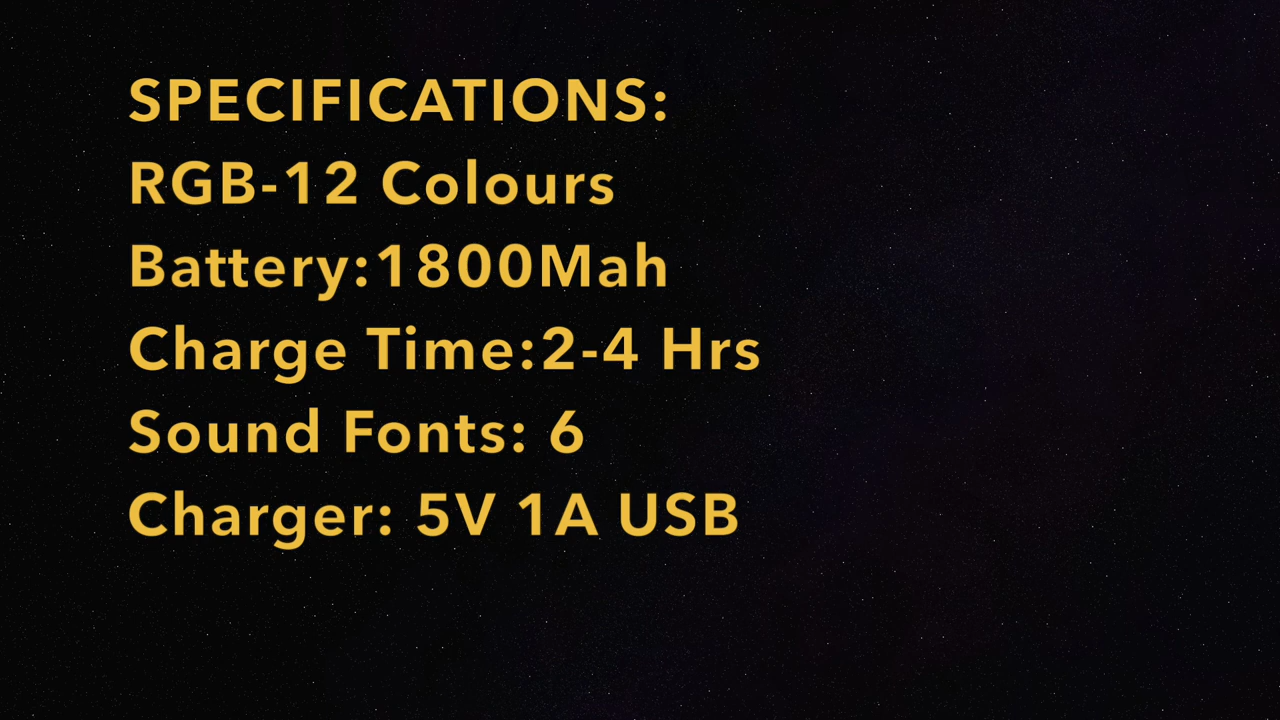 SPECIFICATIONS:
RGB-12 Colours
Battery:1800Mah
Charge Time:2-4 Hrs
Sound Fonts: 6
Charger: 5V 1A USB